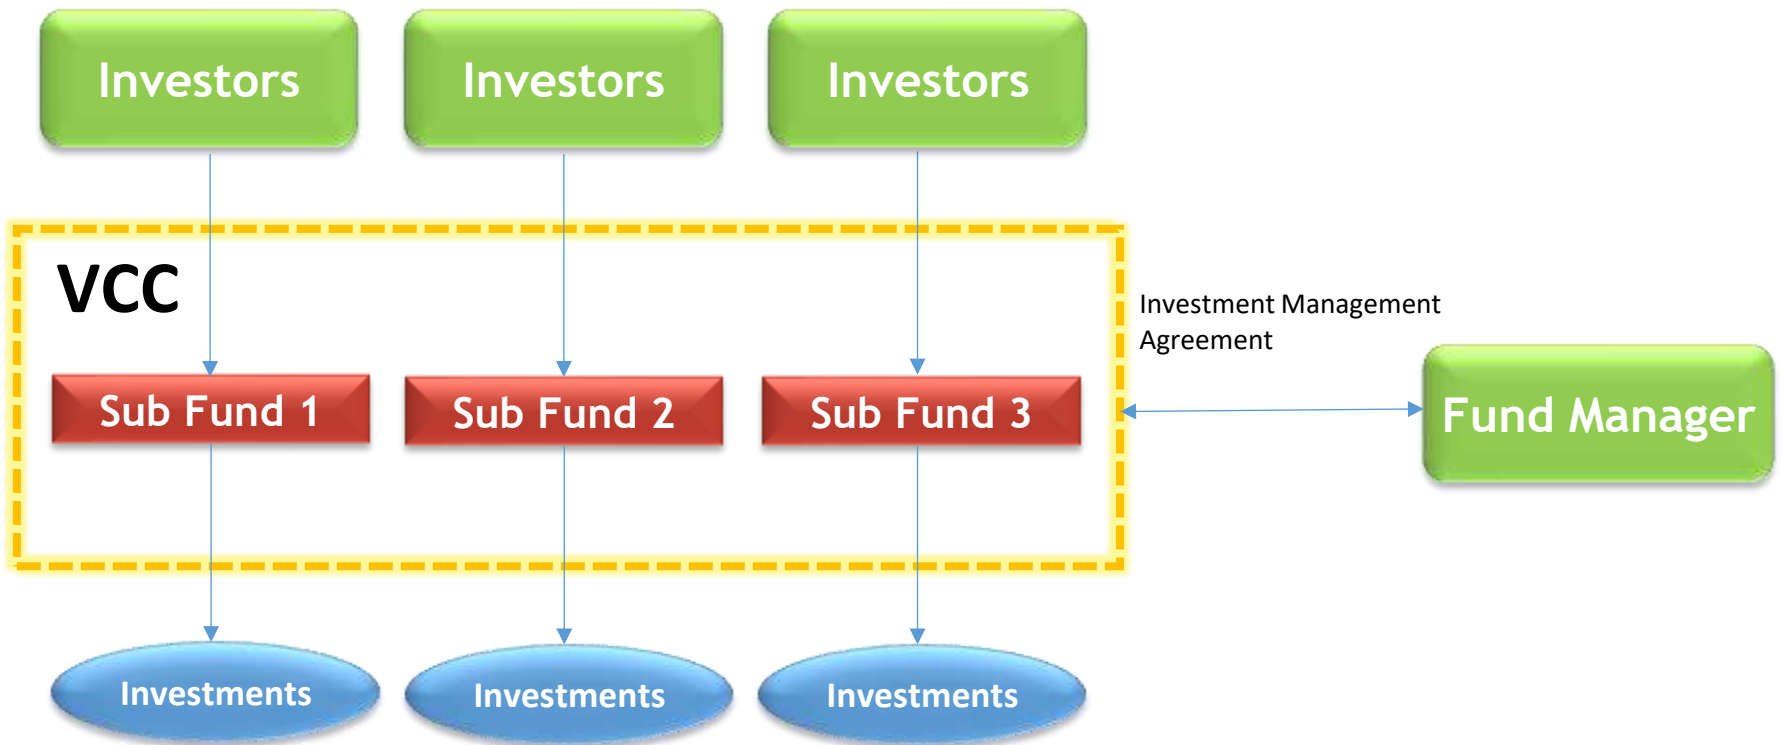 Investors
Investors
Investors
VCC
Investment Management
Agreement
Sub Fund 1
Sub Fund 2
Sub Fund 3
Fund Manager
Investments
Investments
Investments